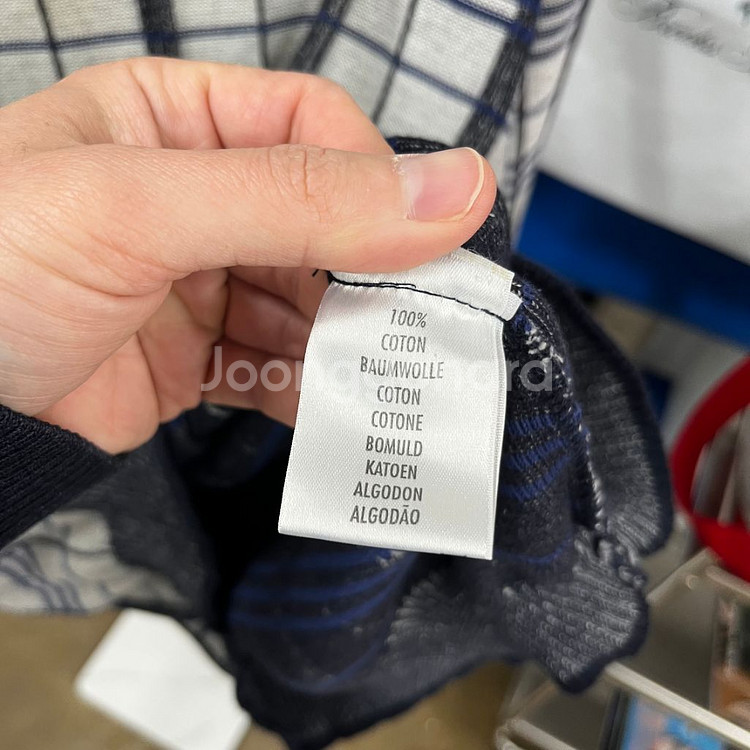 100%
COTON
BAUMWOLLE
COTON
COTONE
BOMULD
KATOEN
ALGODON
ALGODÃO